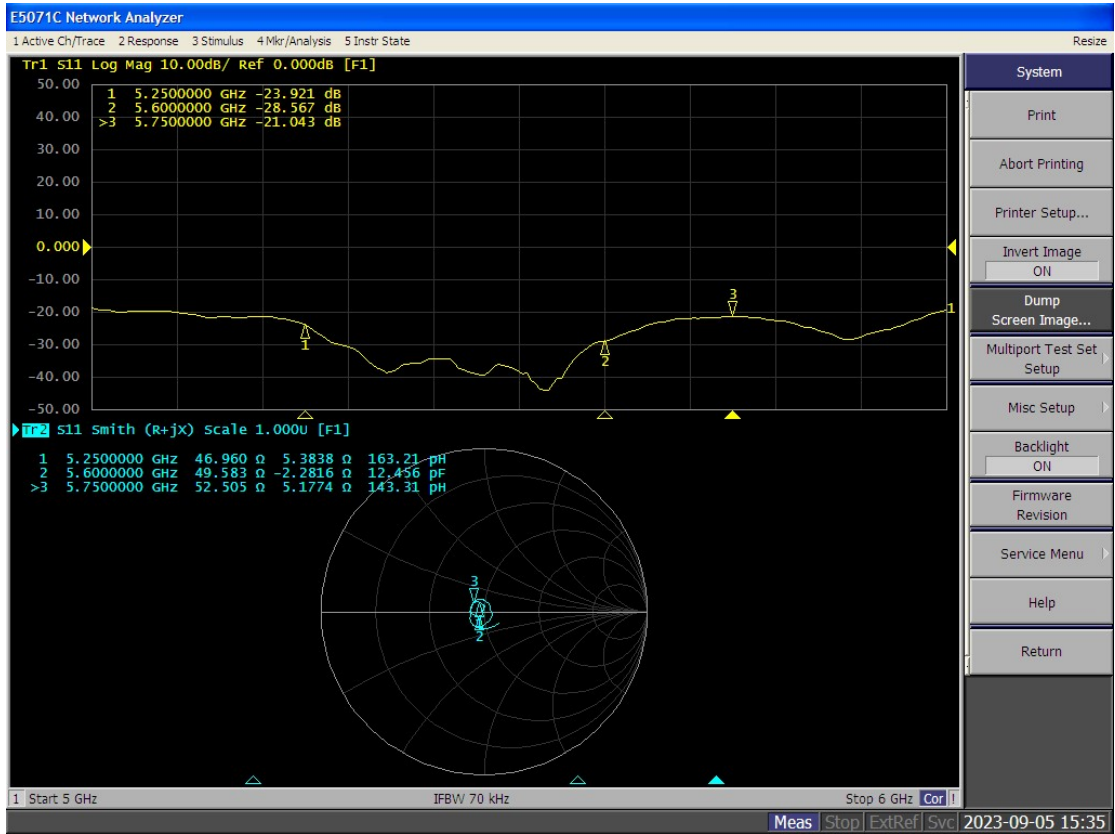 E5071C Network Analyzer
1 Active Ch/Trace 2 Response 3 Stimulus 4 Mkr/Analysis 5 Instr State Resize
Tr1 S11 Log Mag 10.00dB/ Ref 0.000dB [F1]
50.00
1 5.2500000 GHz -23.921 dB
2 5.6000000 GHz -28.567 dB
>3 5.7500000 GHz -21.043 dB
40.00
30.00
20.00
10.00
0.000
-10.00
-20.00
-30.00
-40.00
-50.00
1
2
3
1
Tr2 S11 Smith (R+jX) Scale 1.000U [F1]
1 5.2500000 GHz 46.960 Ω 5.3838 Ω 163.21 pH
2 5.6000000 GHz 49.583 Ω -2.2816 Ω 12.456 pF
>3 5.7500000 GHz 52.505 Ω 5.1774 Ω 143.31 pH
3
1
2
1 Start 5 GHz IFBW 70 kHz Stop 6 GHz Cor !
System
Print
Abort Printing
Printer Setup...
Invert Image
ON
Dump
Screen Image...
Multiport Test Set
Setup
Misc Setup
Backlight
ON
Firmware
Revision
Service Menu
Help
Return
Meas Stop ExtRef Svc 2023-09-05 15:35